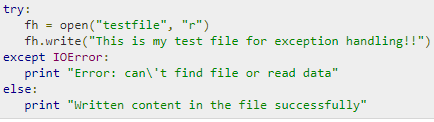 try:
   fh = open("testfile", "r")
   fh.write("This is my test file for exception handling!!")
except IOError:
   print "Error: can\'t find file or read data"
else:
   print "Written content in the file successfully"